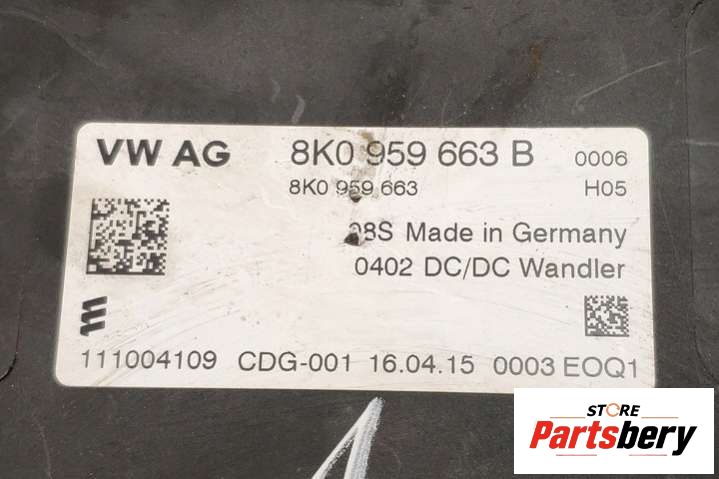 VW AG 8K0 959 663 B 0006
8K0 959 663 H05
Made in Germany
0402 DC/DC Wandler
111004109 CDG-001 16.04.15 0003 EOQ1
STORE
Partsbery